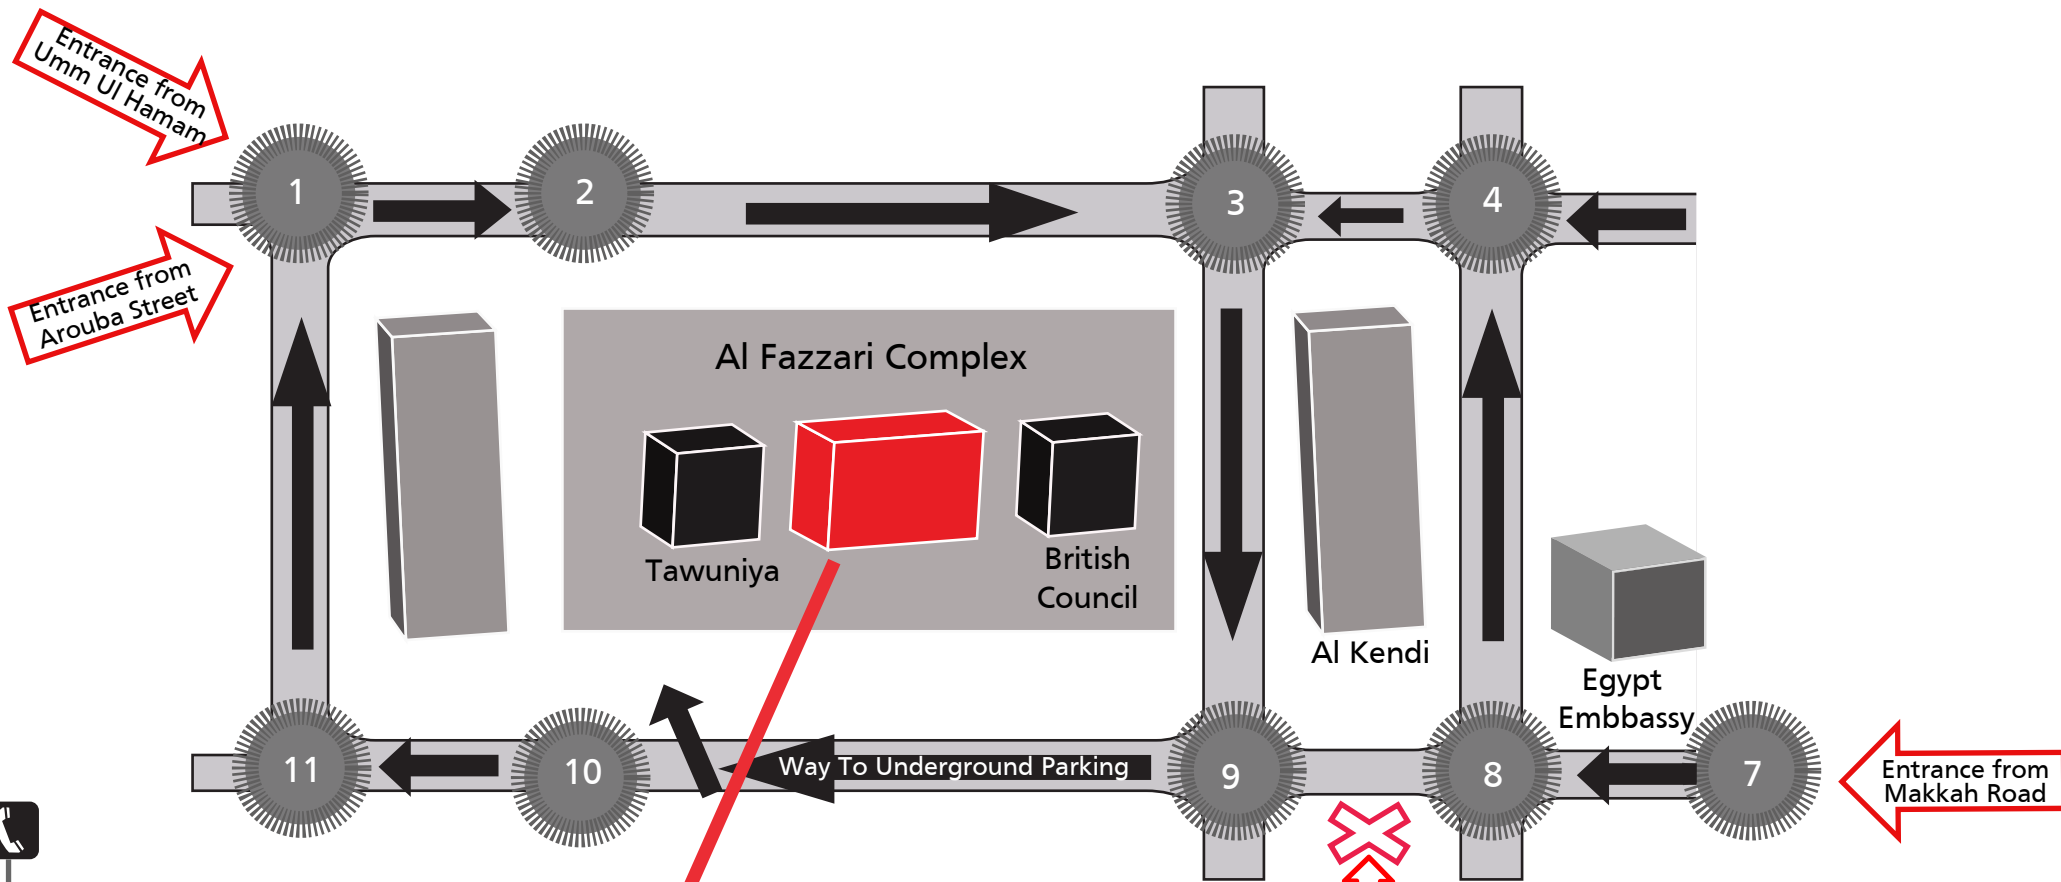 Entrance from
Umm Ul Hamam
1
2
3
4
Entrance from
Arouba Street
Al Fazzari Complex
Tawuniya
British
Council
Al Kendi
Egypt
Embbassy
11
10
Way To Underground Parking
9
8
7
Entrance from
Makkah Road